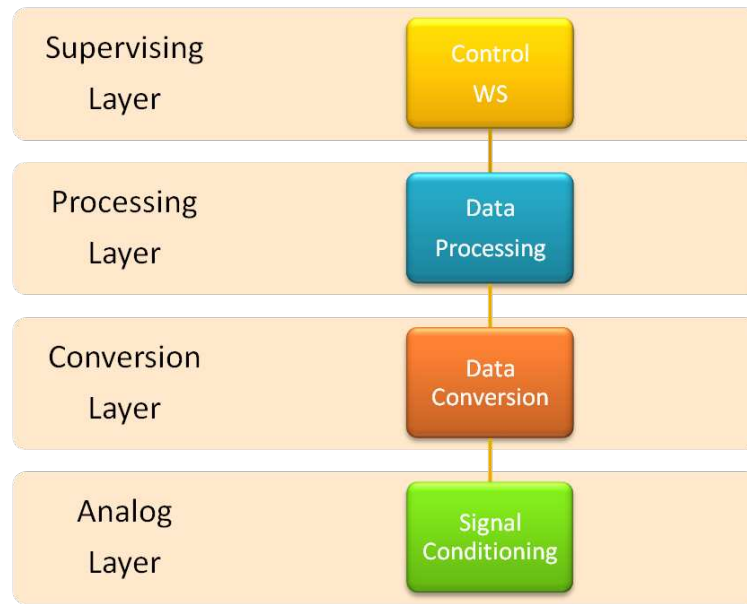 Supervising
Layer
Control
WS
Processing
Layer
Data
Processing
Conversion
Layer
Data
Conversion
Analog
Layer
Signal
Conditioning